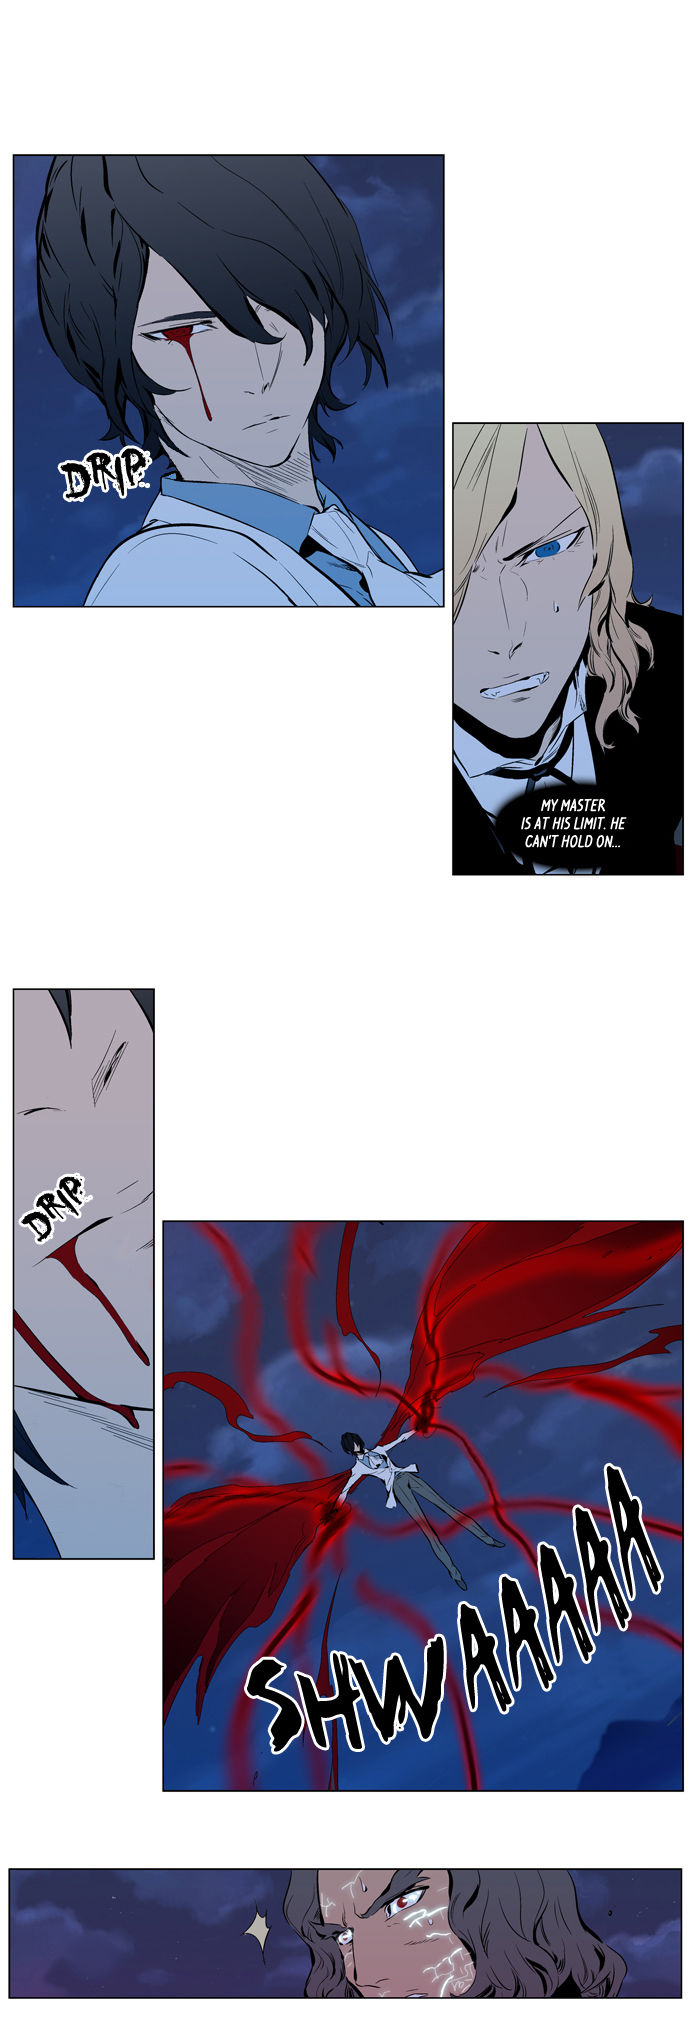 DRIP
MY MASTER
IS AT HIS LIMIT. HE
CAN'T HOLD ON...
DRIP
SHWAAAAA